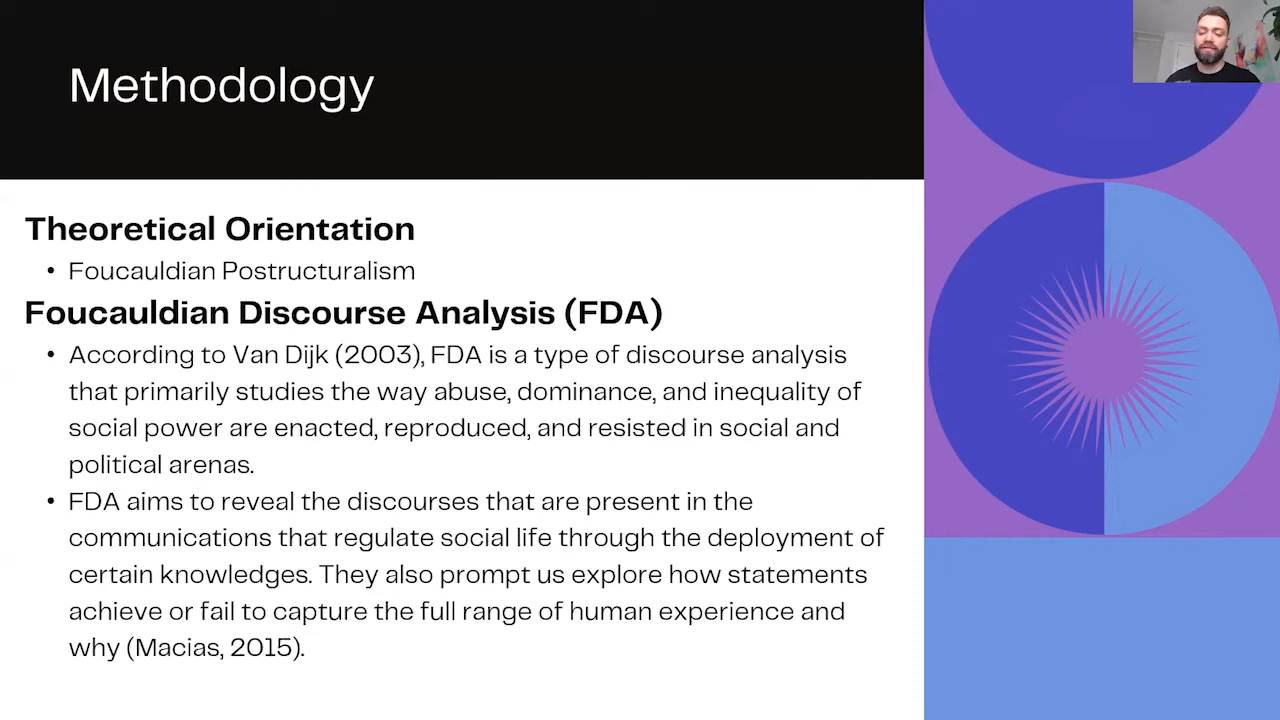 Methodology
Theoretical Orientation
• Foucauldian Postructuralism
Foucauldian Discourse Analysis (FDA)
• According to Van Dijk (2003), FDA is a type of discourse analysis
that primarily studies the way abuse, dominance, and inequality of
social power are enacted, reproduced, and resisted in social and
political arenas.
• FDA aims to reveal the discourses that are present in the
communications that regulate social life through the deployment of
certain knowledges. They also prompt us explore how statements
achieve or fail to capture the full range of human experience and
why (Macias, 2015).